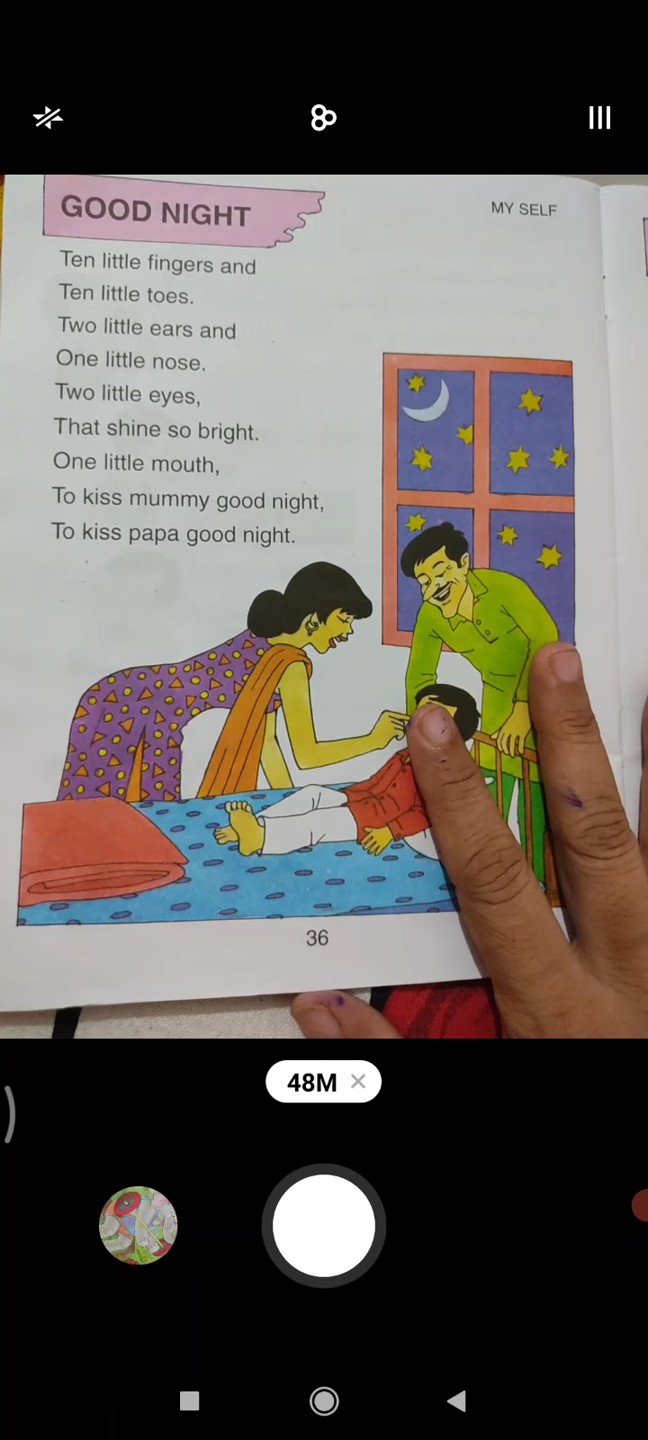 GOOD NIGHT
MY SELF
Ten little fingers and
Ten little toes.
Two little ears and
One little nose.
Two little eyes,
That shine so bright.
One little mouth,
To kiss mummy good night,
To kiss papa good night.
36
48M